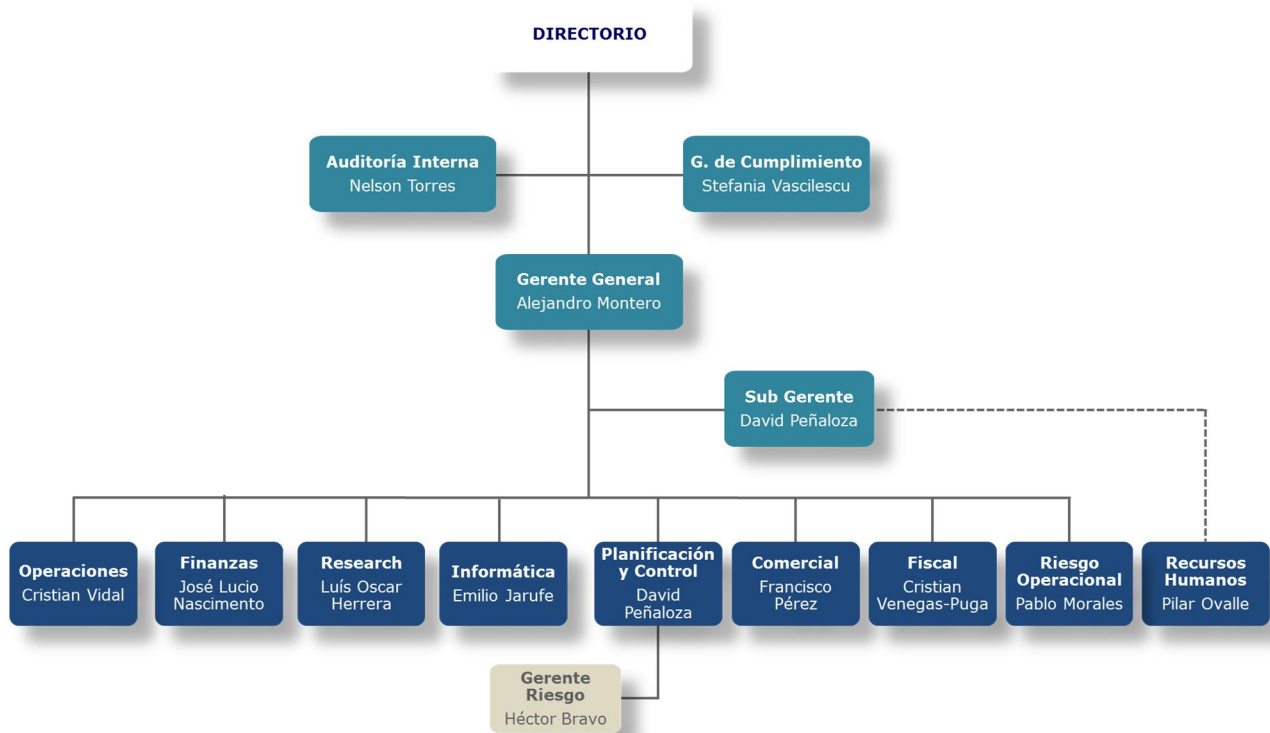 DIRECTORIO
Auditoría Interna
Nelson Torres
G. de Cumplimiento
Stefania Vascilescu
Gerente General
Alejandro Montero
Sub Gerente
David Peñaloza
Operaciones
Cristian Vidal
Finanzas
José Lucio
Nascimento
Research
Luís Oscar
Herrera
Informática
Emilio Jarufe
Planificación
y Control
David
Peñaloza
Comercial
Francisco
Pérez
Fiscal
Cristian
Venegas-Puga
Riesgo
Operacional
Pablo Morales
Recursos
Humanos
Pilar Ovalle
Gerente
Riesgo
Héctor Bravo